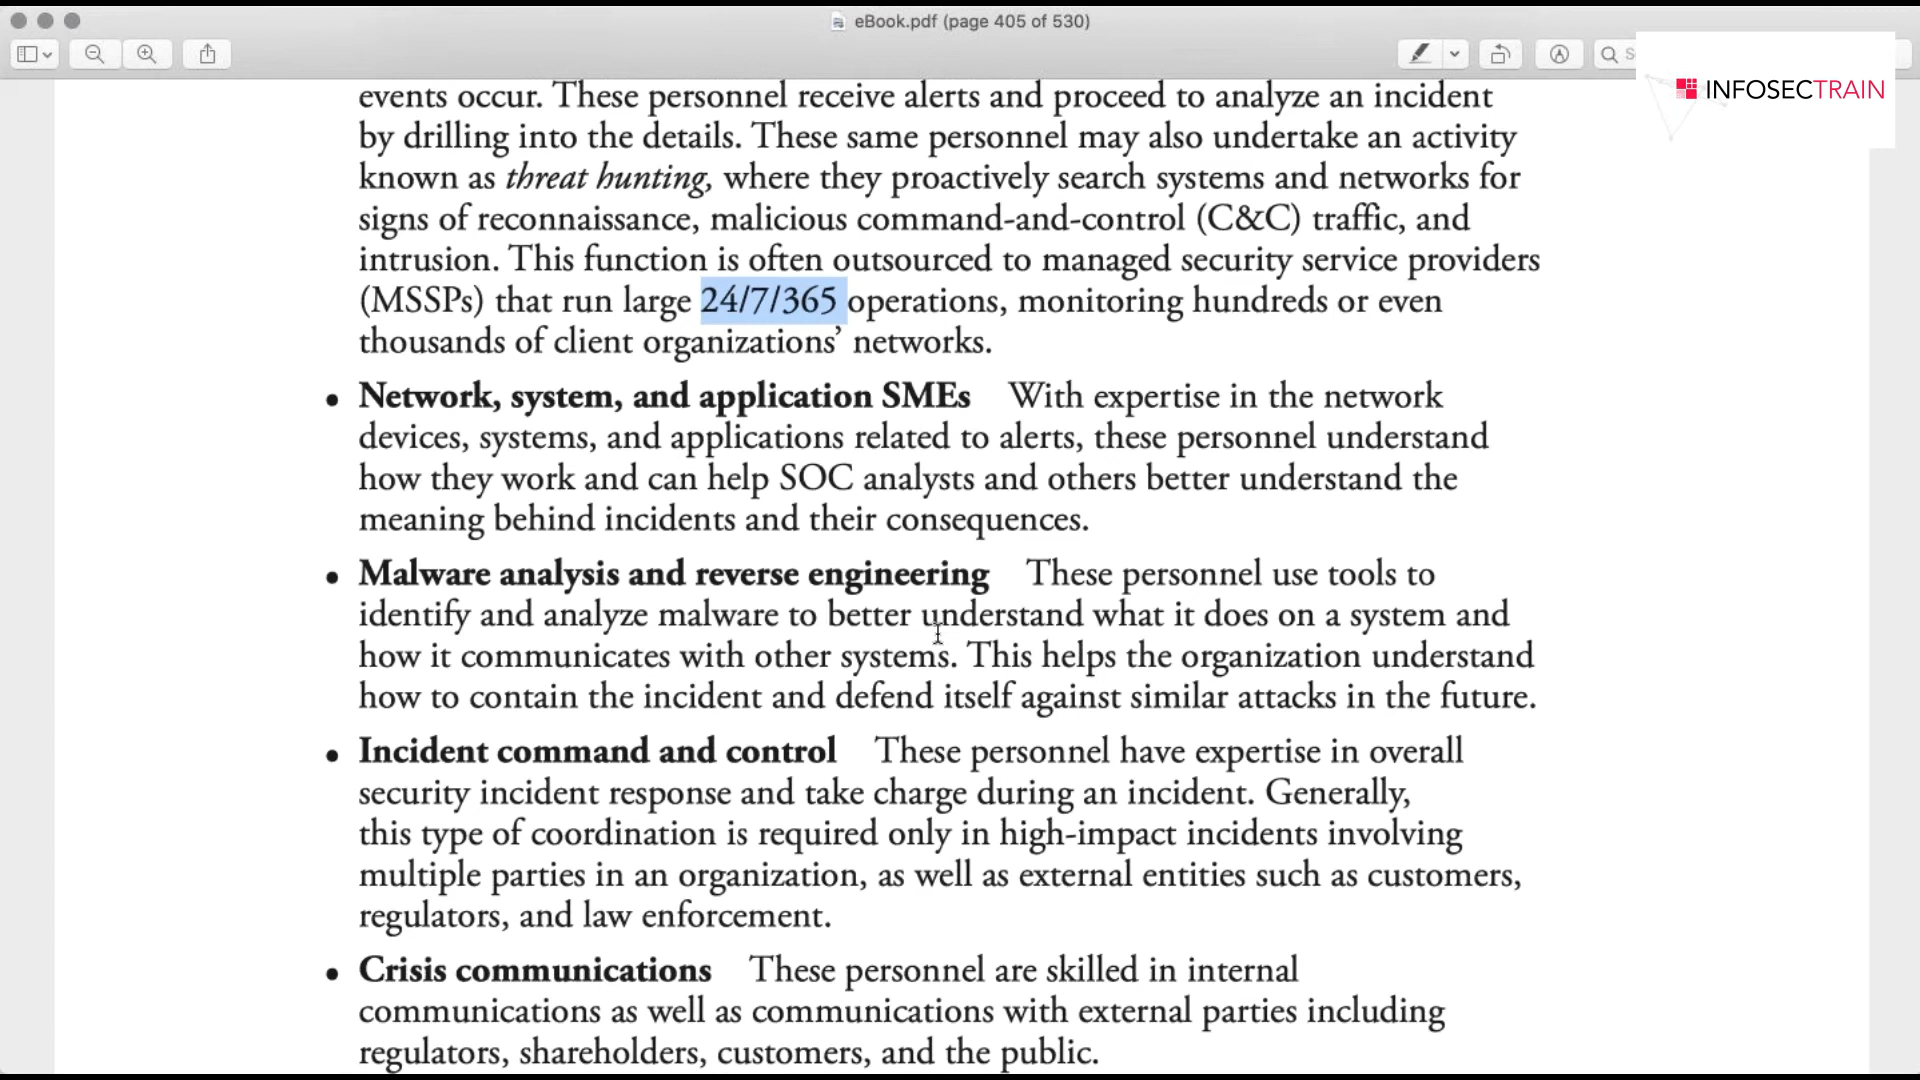 eBook.pdf (page 405 of 530)
INFOSECTRAIN
events occur. These personnel receive alerts and proceed to analyze an incident
by drilling into the details. These same personnel may also undertake an activity
known as threat hunting, where they proactively search systems and networks for
signs of reconnaissance, malicious command-and-control (C&C) traffic, and
intrusion. This function is often outsourced to managed security service providers
(MSSPs) that run large 24/7/365 operations, monitoring hundreds or even
thousands of client organizations’ networks.
• Network, system, and application SMEs With expertise in the network
devices, systems, and applications related to alerts, these personnel understand
how they work and can help SOC analysts and others better understand the
meaning behind incidents and their consequences.
• Malware analysis and reverse engineering These personnel use tools to
identify and analyze malware to better understand what it does on a system and
how it communicates with other systems. This helps the organization understand
how to contain the incident and defend itself against similar attacks in the future.
• Incident command and control These personnel have expertise in overall
security incident response and take charge during an incident. Generally,
this type of coordination is required only in high-impact incidents involving
multiple parties in an organization, as well as external entities such as customers,
regulators, and law enforcement.
• Crisis communications These personnel are skilled in internal
communications as well as communications with external parties including
regulators, shareholders, customers, and the public.